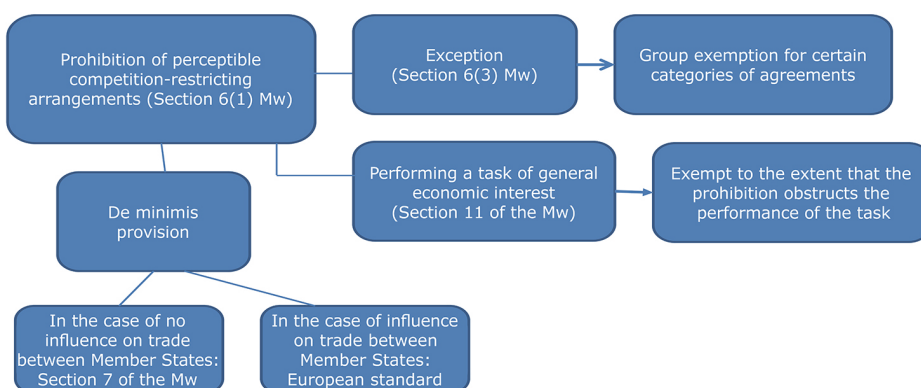 Prohibition of perceptible
competition-restricting
arrangements (Section 6(1) Mw)
Exception
(Section 6(3) Mw)
Group exemption for certain
categories of agreements
Performing a task of general
economic interest
(Section 11 of the Mw)
Exempt to the extent that the
prohibition obstructs the
performance of the task
De minimis
provision
In the case of no
influence on trade
between Member States:
Section 7 of the Mw
In the case of influence
on trade between
Member States:
European standard